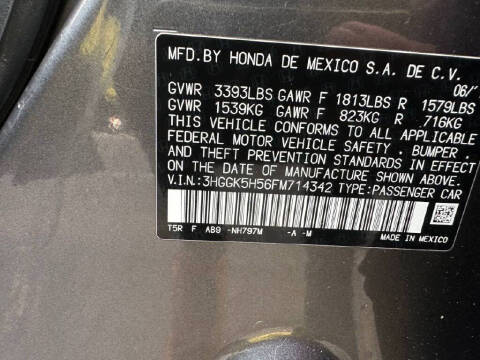 MFD. BY HONDA DE MEXICO S.A. DE C.V.
06/
GVWR 3393LBS GAWR F 1813LBS R 1579LBS
GVWR 1539KG GAWR F 823KG R 716KG
THIS VEHICLE CONFORMS TO ALL APPLICABLE
FEDERAL MOTOR VEHICLE SAFETY , BUMPER ,
AND THEFT PREVENTION STANDARDS IN EFFECT
ON THE DATE OF MANUFACTURE SHOWN ABOVE.
V.I.N.: 3HGGK5H56FM714342 TYPE: PASSENGER CAR
T5R F AB9 -NH797M -A -M
MADE IN MEXICO